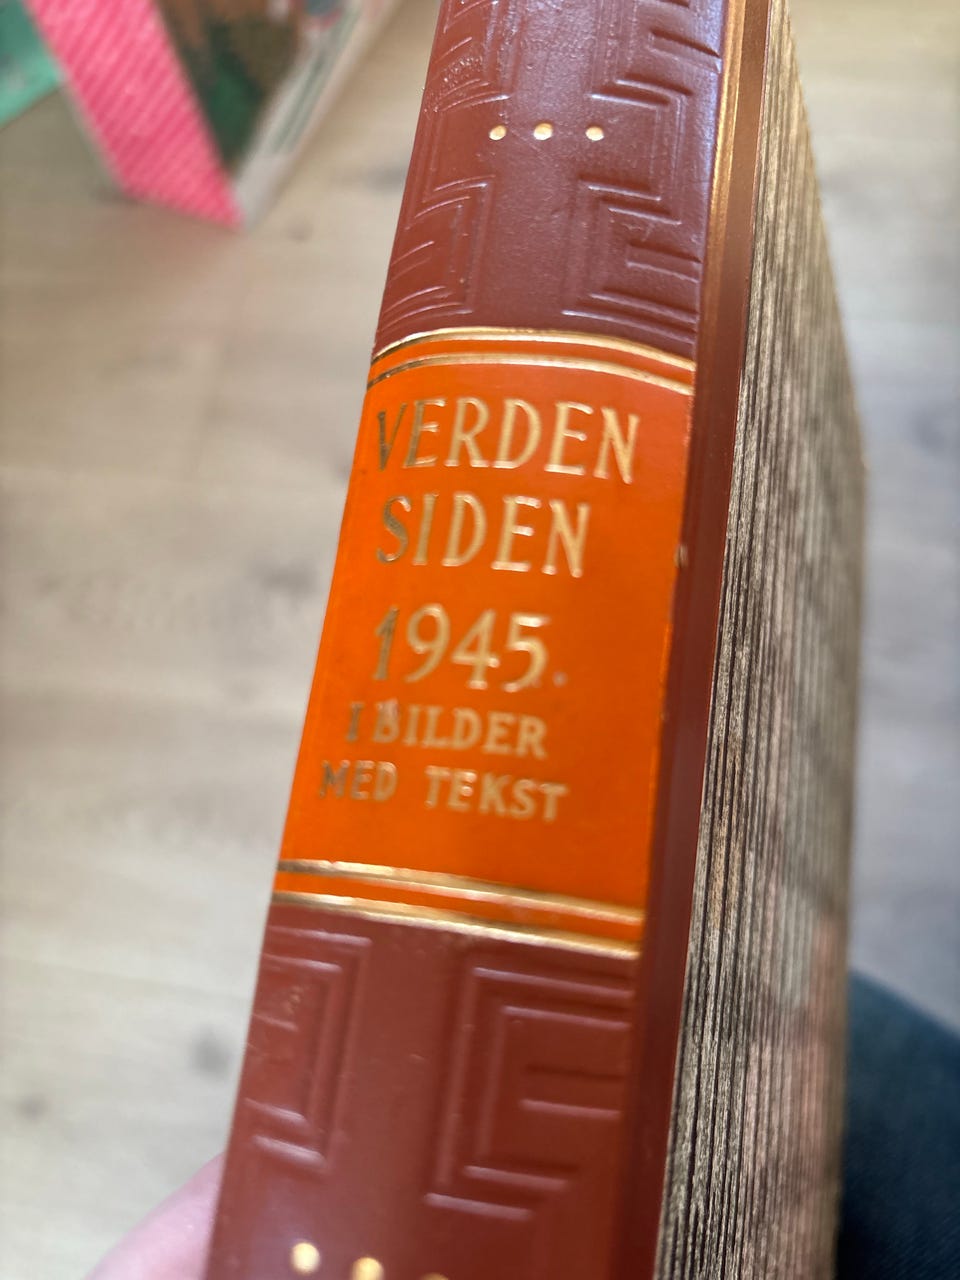 VERDEN
SIDEN
1945
I BILDER
MED TEKST